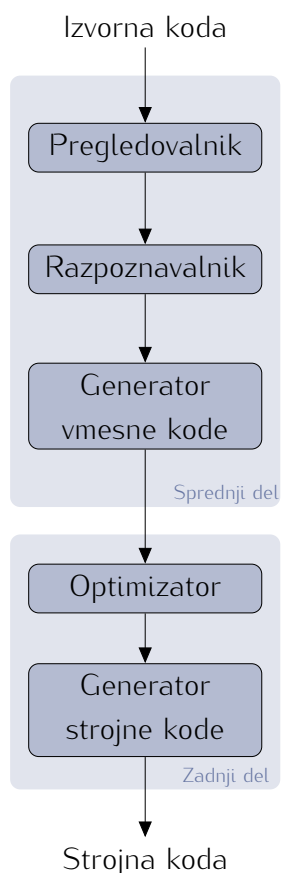 Izvorna koda
Pregledovalnik
Razpoznavalnik
Generator
vmesne kode
Sprednji del
Optimizator
Generator
strojne kode
Zadnji del
Strojna koda